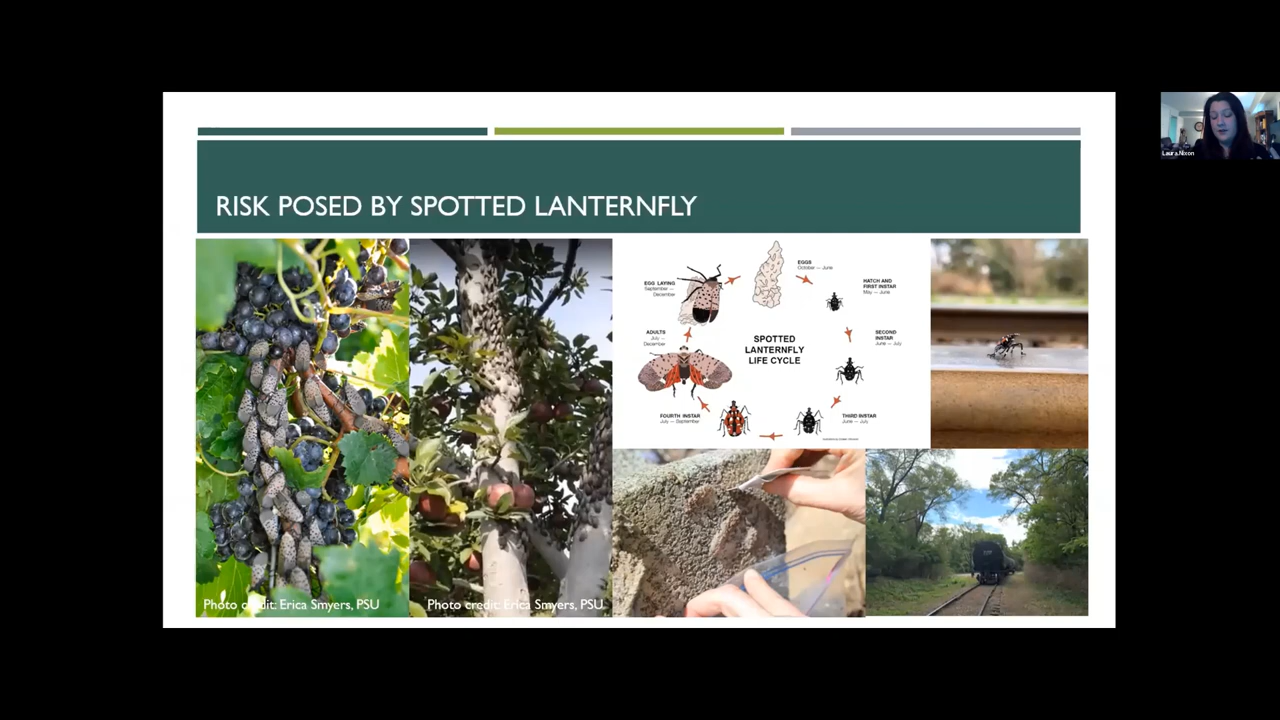 RISK POSED BY SPOTTED LANTERNFLY
EGGS
October — June
HATCH AND
FIRST INSTAR
May — June
SECOND
INSTAR
June — July
THIRD INSTAR
June — July
FOURTH INSTAR
July — September
ADULTS
July —
December
EGG LAYING
September —
December
SPOTTED
LANTERNFLY
LIFE CYCLE
Photo credit: Erica Smyers, PSU
Photo credit: Erica Smyers, PSU
Laura Nixon